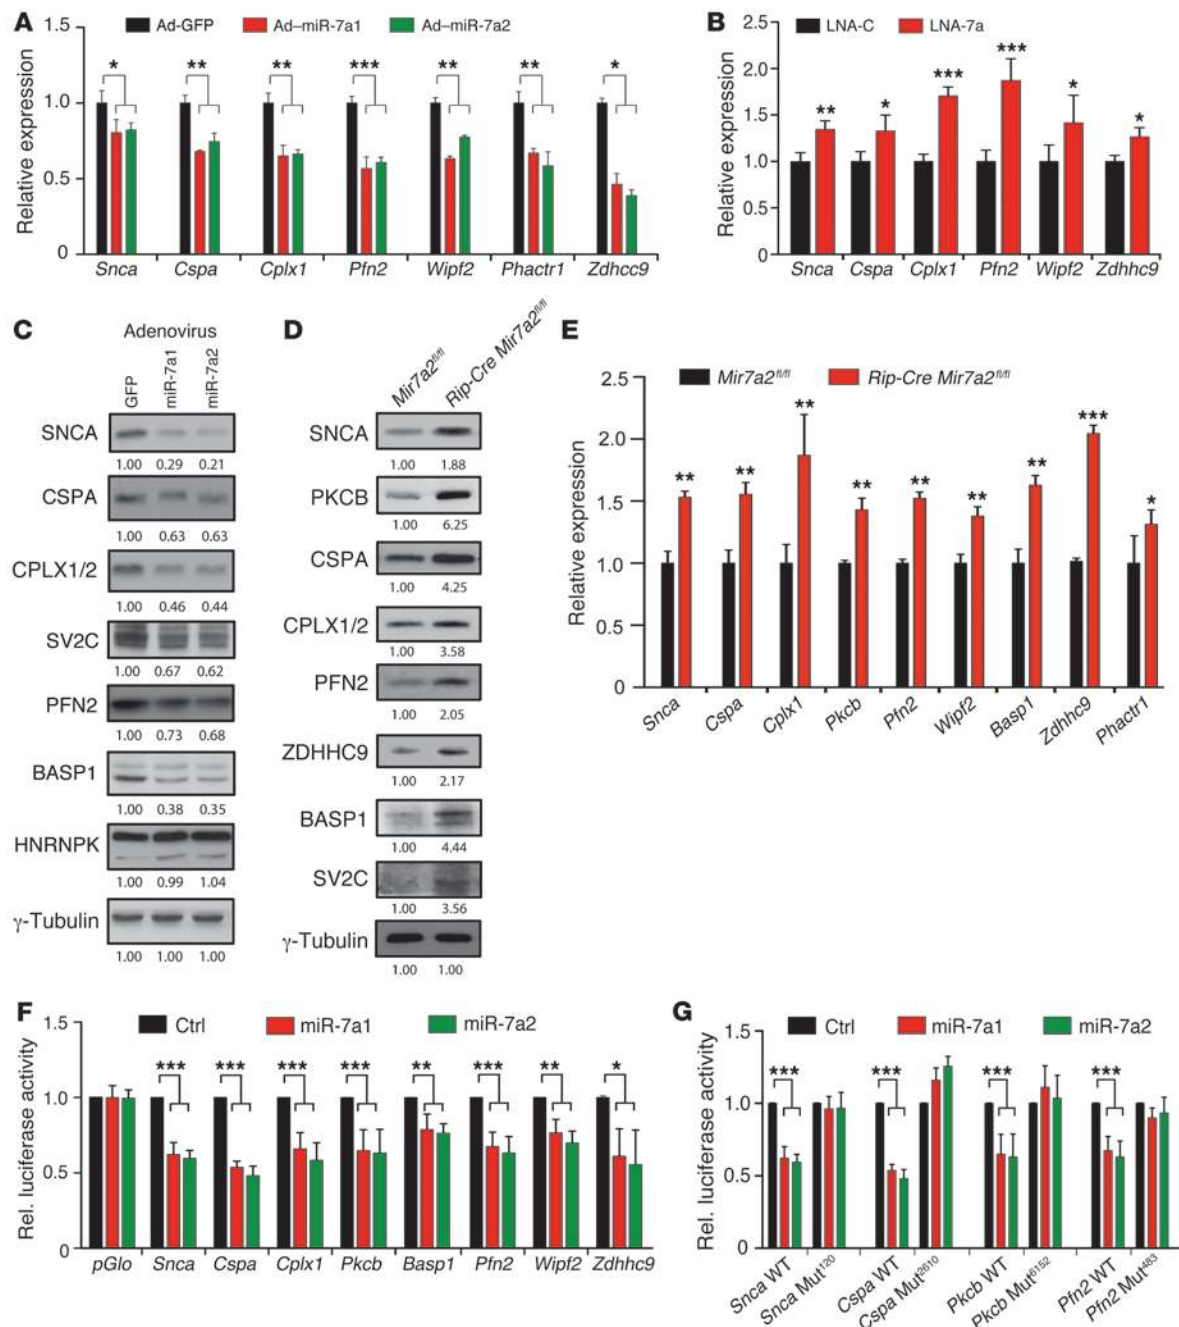 A
Ad-GFP Ad–miR-7a1 Ad–miR-7a2
Relative expression
1.5
1.0
0.5
0
* ** ** *** ** ** *
Snca Cspa Cplx1 Pfn2 Wipf2 Phactr1 Zdhcc9
B
LNA-C LNA-7a
Relative expression
2.5
2.0
1.5
1.0
0.5
0
** * *** *** * *
Snca Cspa Cplx1 Pfn2 Wipf2 Zdhhc9
C
Adenovirus
GFP miR-7a1 miR-7a2
SNCA
1.00 0.29 0.21
CSPA
1.00 0.63 0.63
CPLX1/2
1.00 0.46 0.44
SV2C
1.00 0.67 0.62
PFN2
1.00 0.73 0.68
BASP1
1.00 0.38 0.35
HNRNPK
1.00 0.99 1.04
γ-Tubulin
1.00 1.00 1.00
D
Mir7a2fl/fl Rip-Cre Mir7a2fl/fl
SNCA
1.00 1.88
PKCB
1.00 6.25
CSPA
1.00 4.25
CPLX1/2
1.00 3.58
PFN2
1.00 2.05
ZDHHC9
1.00 2.17
BASP1
1.00 4.44
SV2C
1.00 3.56
γ-Tubulin
1.00 1.00
E
Mir7a2fl/fl Rip-Cre Mir7a2fl/fl
Relative expression
2.5
2.0
1.5
1.0
0.5
0
** ** ** ** ** ** ** *** *
Snca Cspa Cplx1 Pkcb Pfn2 Wipf2 Basp1 Zdhhc9 Phactr1
F
Ctrl miR-7a1 miR-7a2
Rel. luciferase activity
1.5
1.0
0.5
0
*** *** *** *** ** *** ** *
pGlo Snca Cspa Cplx1 Pkcb Basp1 Pfn2 Wipf2 Zdhhc9
G
Ctrl miR-7a1 miR-7a2
Rel. luciferase activity
1.5
1.0
0.5
0
*** *** *** ***
Snca WT Snca Mut120 Cspa WT Cspa Mut2610 Pkcb WT Pkcb Mut6152 Pfn2 WT Pfn2 Mut483